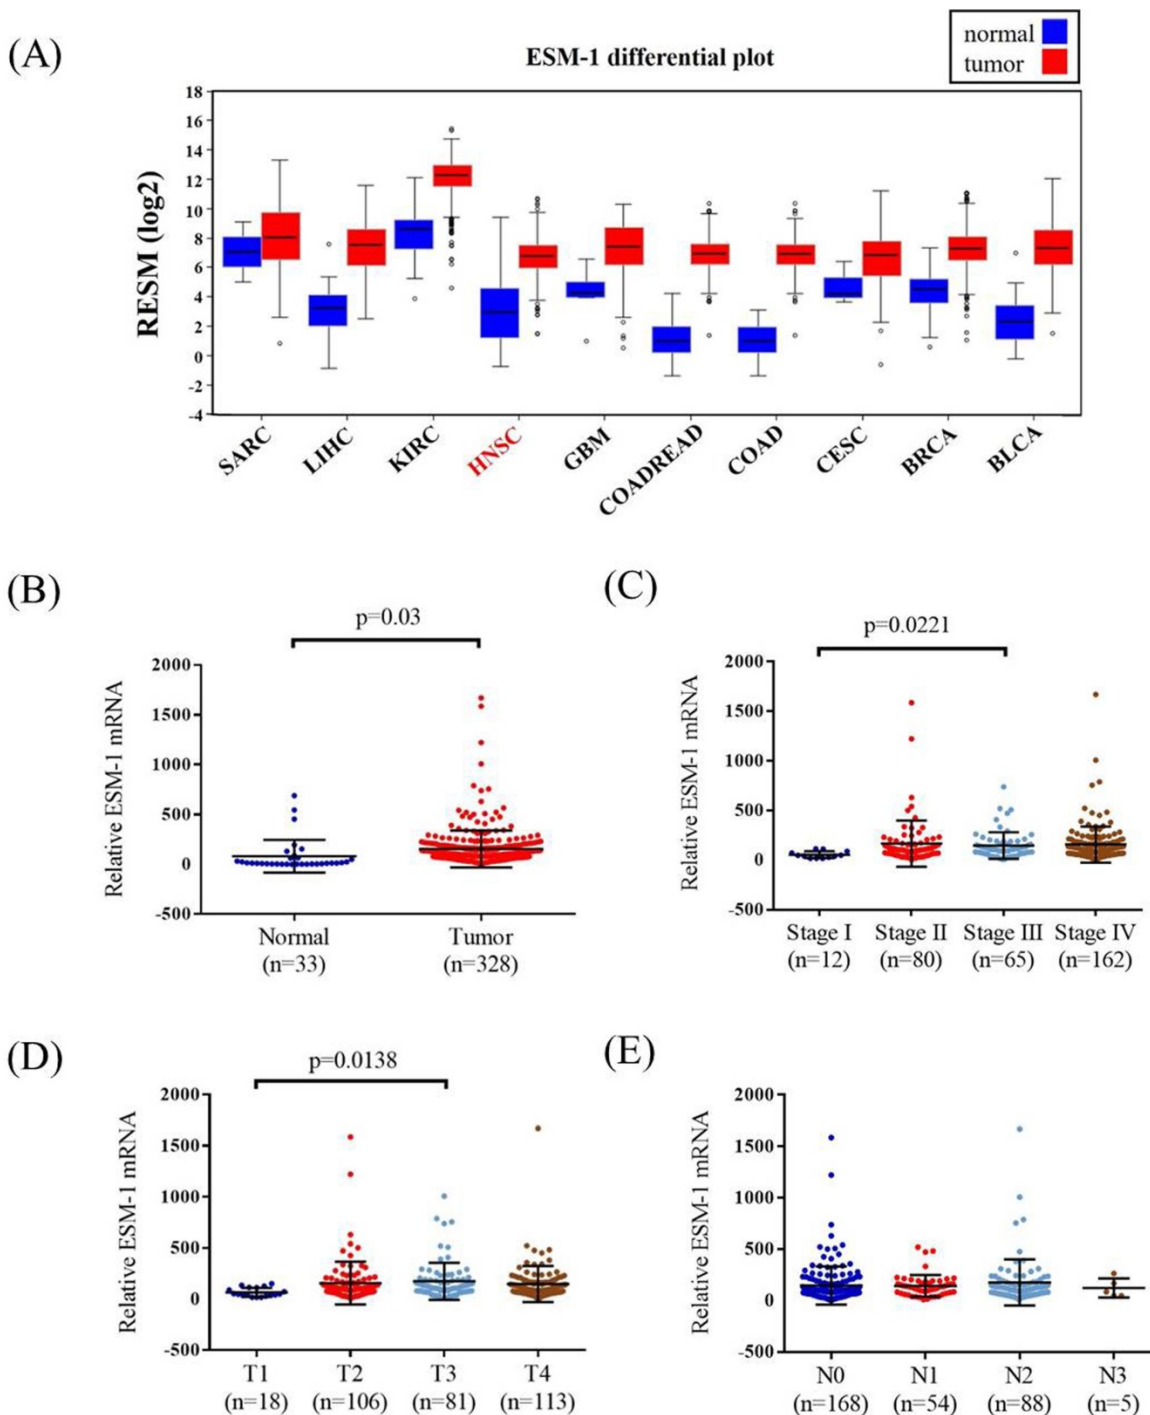 (A)
normal
tumor
ESM-1 differential plot
RESM (log2)
18
16
14
12
10
8
6
4
2
0
-2
-4
SARC
LIHC
KIRC
HNSC
GBM
COADREAD
COAD
CESC
BRCA
BLCA
(B)
p=0.03
Relative ESM-1 mRNA
2000
1500
1000
500
0
-500
Normal Tumor
(n=33) (n=328)
(C)
p=0.0221
Relative ESM-1 mRNA
2000
1500
1000
500
0
-500
Stage I Stage II Stage III Stage IV
(n=12) (n=80) (n=65) (n=162)
(D)
p=0.0138
Relative ESM-1 mRNA
2000
1500
1000
500
0
-500
T1 T2 T3 T4
(n=18) (n=106) (n=81) (n=113)
(E)
Relative ESM-1 mRNA
2000
1500
1000
500
0
-500
N0 N1 N2 N3
(n=168) (n=54) (n=88) (n=5)